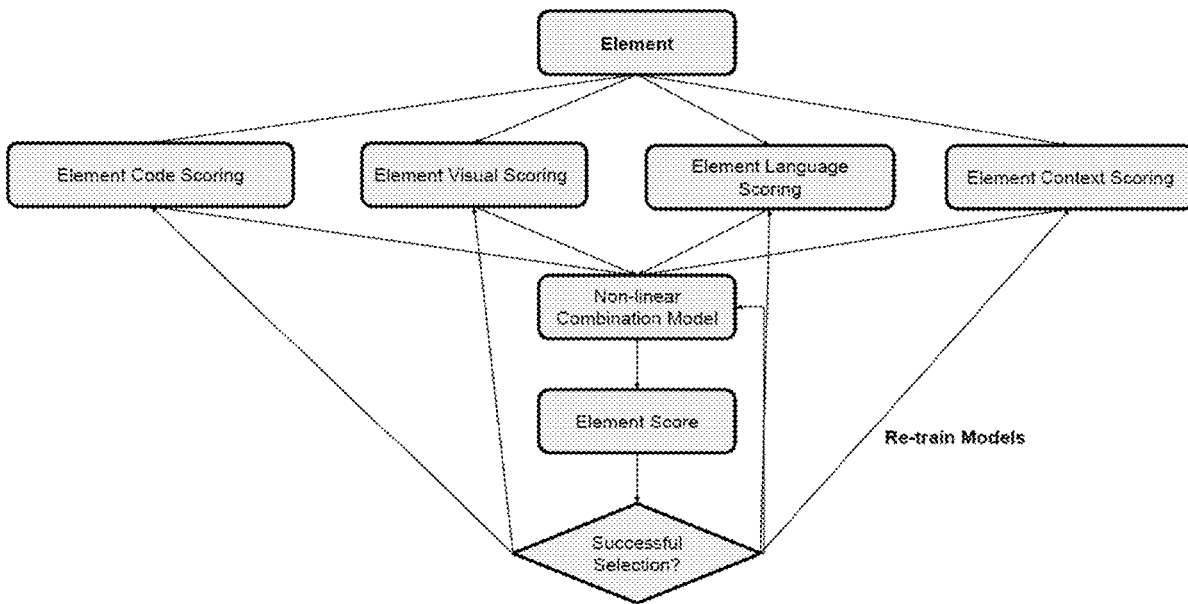 Element
Element Code Scoring
Element Visual Scoring
Element Language
Scoring
Element Context Scoring
Non-linear
Combination Model
Element Score
Re-train Models
Successful
Selection?